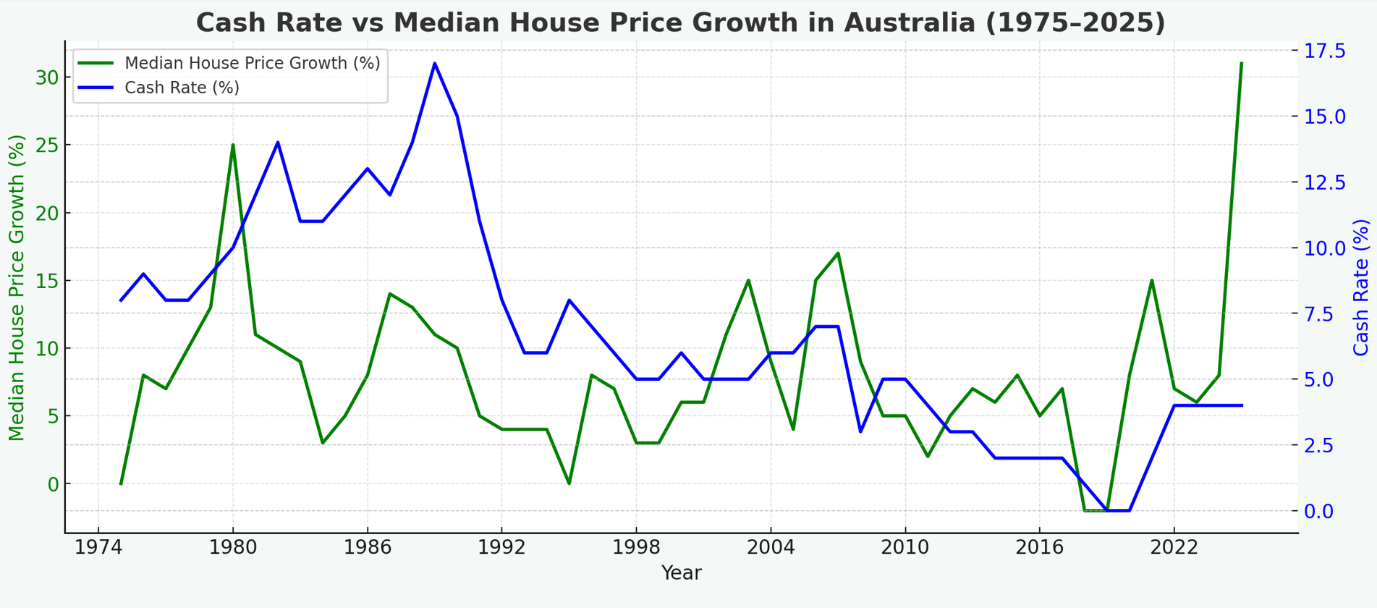 Cash Rate vs Median House Price Growth in Australia (1975–2025)
Median House Price Growth (%)
Cash Rate (%)
Median House Price Growth (%)
30
25
20
15
10
5
0
17.5
15.0
12.5
10.0
7.5
5.0
2.5
0.0
Cash Rate (%)
1974 1980 1986 1992 1998 2004 2010 2016 2022
Year